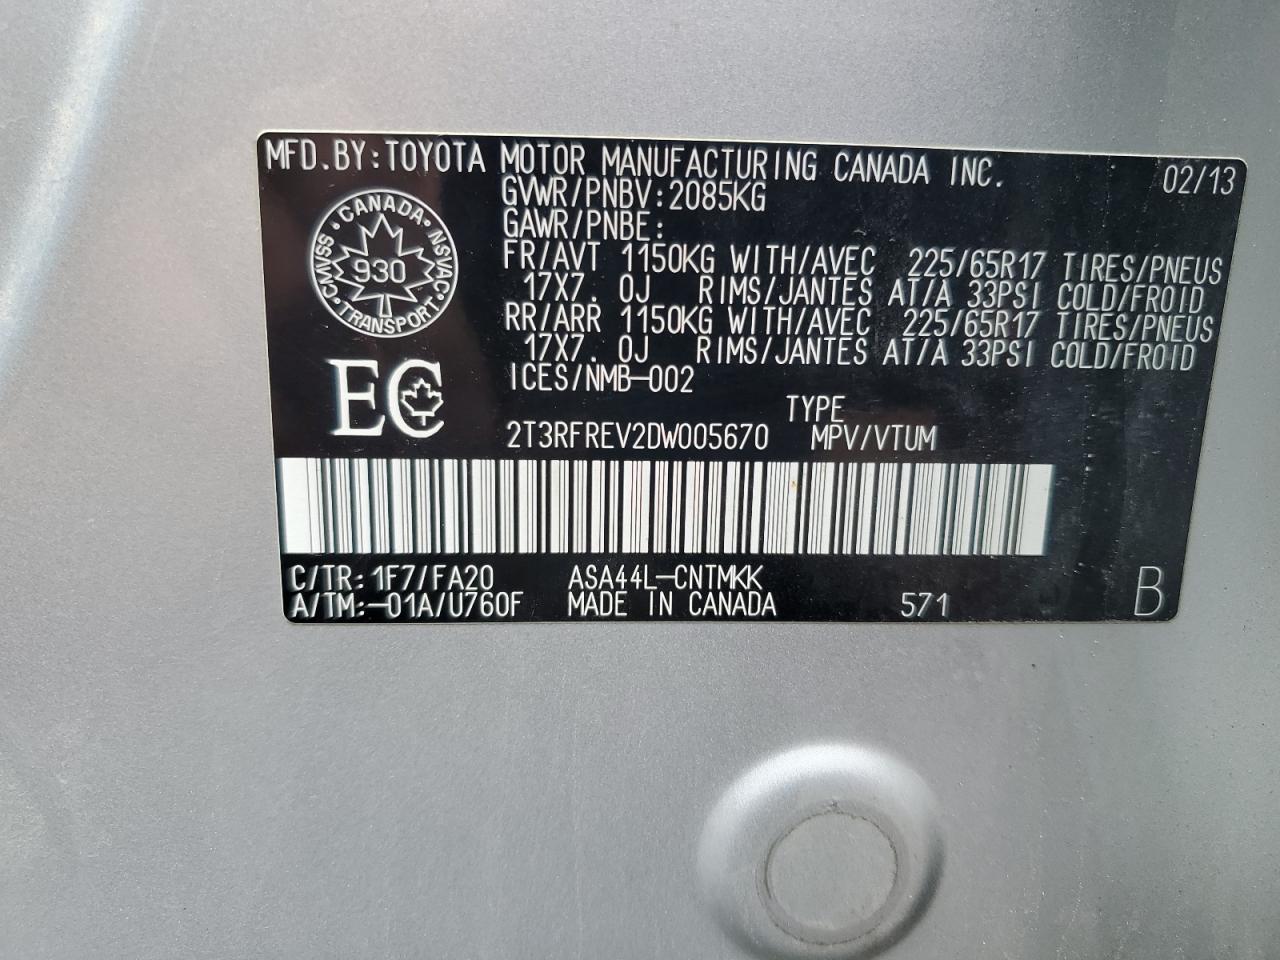 MFD.BY:TOYOTA MOTOR MANUFACTURING CANADA INC. 02/13
GVWR/PNBV:2085KG
GAWR/PNBE:
FR/AVT 1150KG WITH/AVEC 225/65R17 TIRES/PNEUS
17X7. 0J RIMS/JANTES AT/A 33PSI COLD/FROID
RR/ARR 1150KG WITH/AVEC 225/65R17 TIRES/PNEUS
17X7. 0J RIMS/JANTES AT/A 33PSI COLD/FROID
ICES/NMB-002
CANADA · NSVAC · TRANSPORT · CMVSS ·
930
EC
TYPE
2T3RFREV2DW005670 MPV/VTUM
C/TR: 1F7/FA20 ASA44L-CNTMKK
A/TM:-01A/U760F MADE IN CANADA 571 B